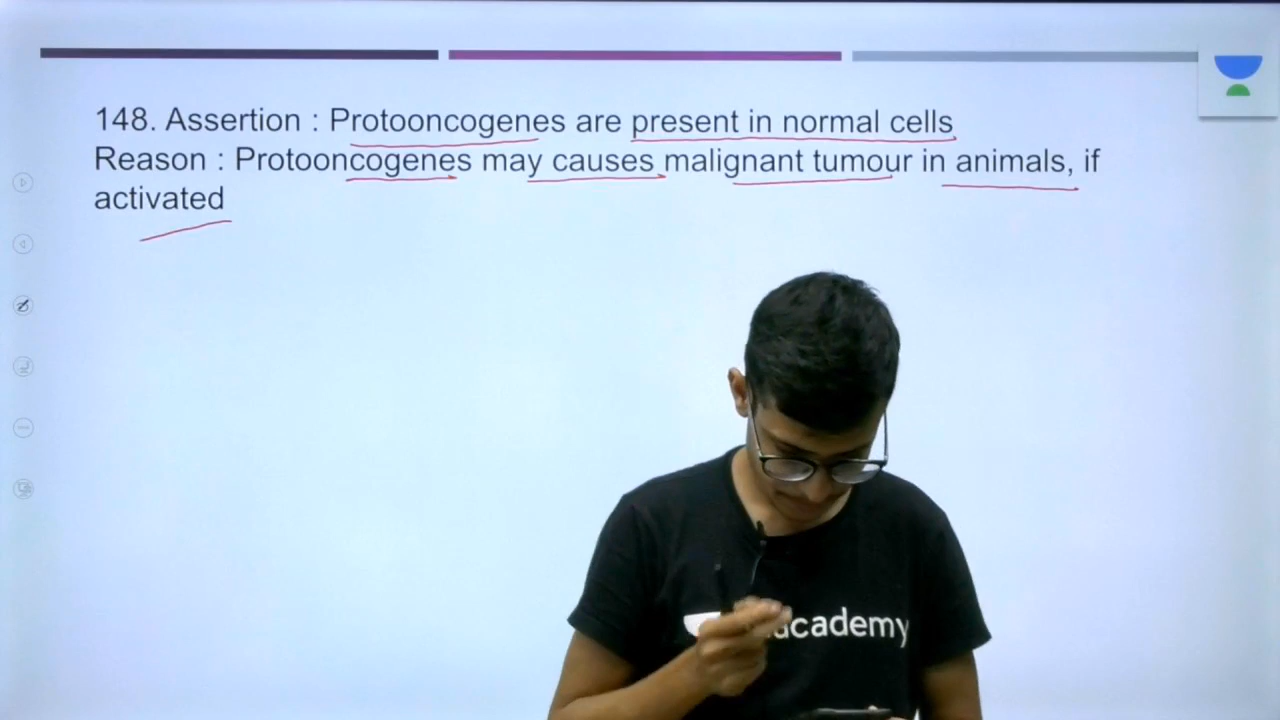 148. Assertion : Protooncogenes are present in normal cells
Reason : Protooncogenes may causes malignant tumour in animals, if
activated
academy